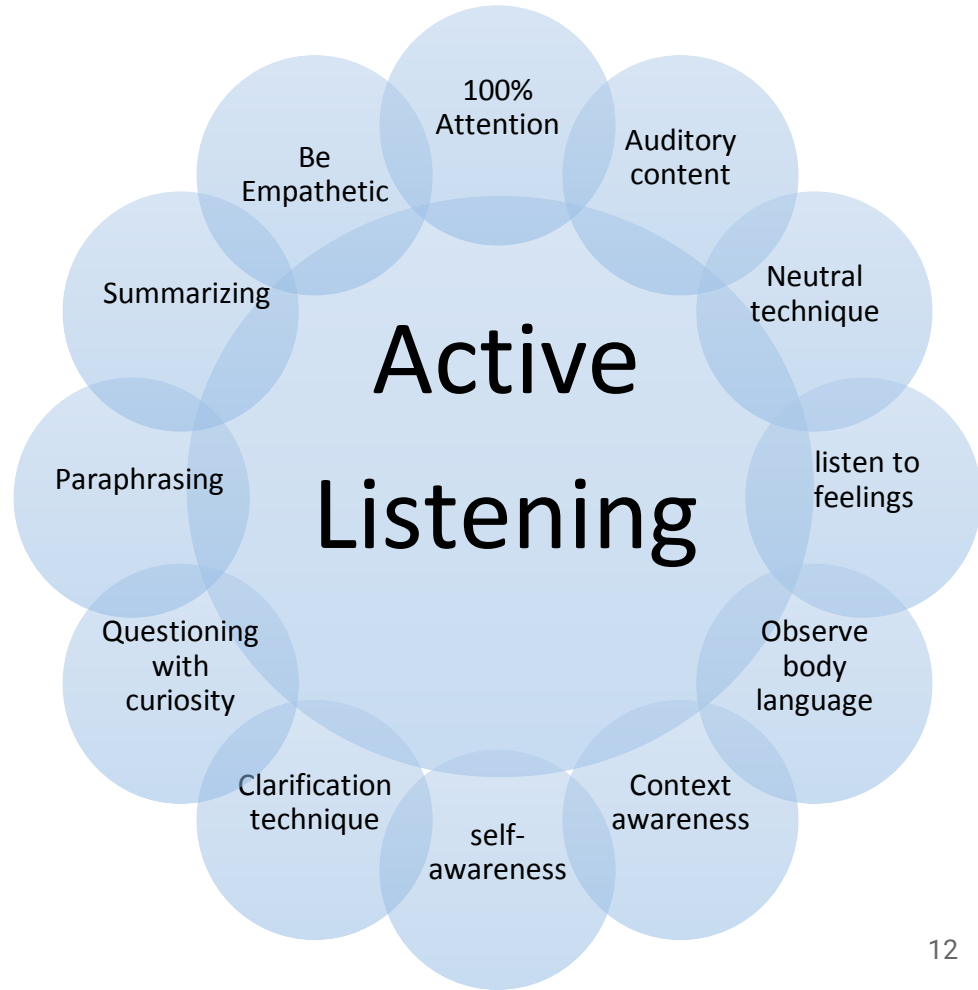 100%
Attention
Auditory
content
Neutral
technique
listen to
feelings
Observe
body
language
Context
awareness
self-
awareness
Clarification
technique
Questioning
with
curiosity
Paraphrasing
Summarizing
Be
Empathetic
Active
Listening
12